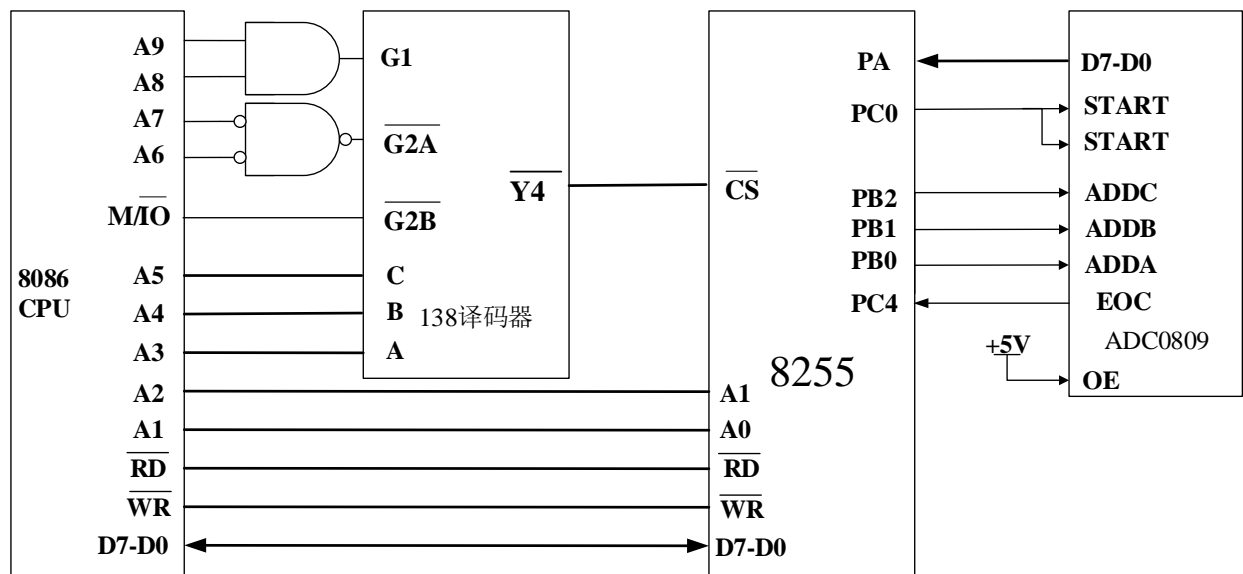 A9
A8
A7
A6
M/IO
8086
CPU
A5
A4
A3
A2
A1
RD
WR
D7-D0
G1
G2A
G2B
Y4
C
B
A
138译码器
CS
A1
A0
RD
WR
D7-D0
8255
PA
PC0
PB2
PB1
PB0
PC4
D7-D0
START
START
ADDC
ADDB
ADDA
EOC
ADC0809
+5V
OE